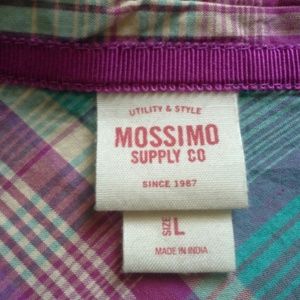 UTILITY & STYLE
MOSSIMO
SUPPLY CO
SINCE 1987
SIZE L
MADE IN INDIA